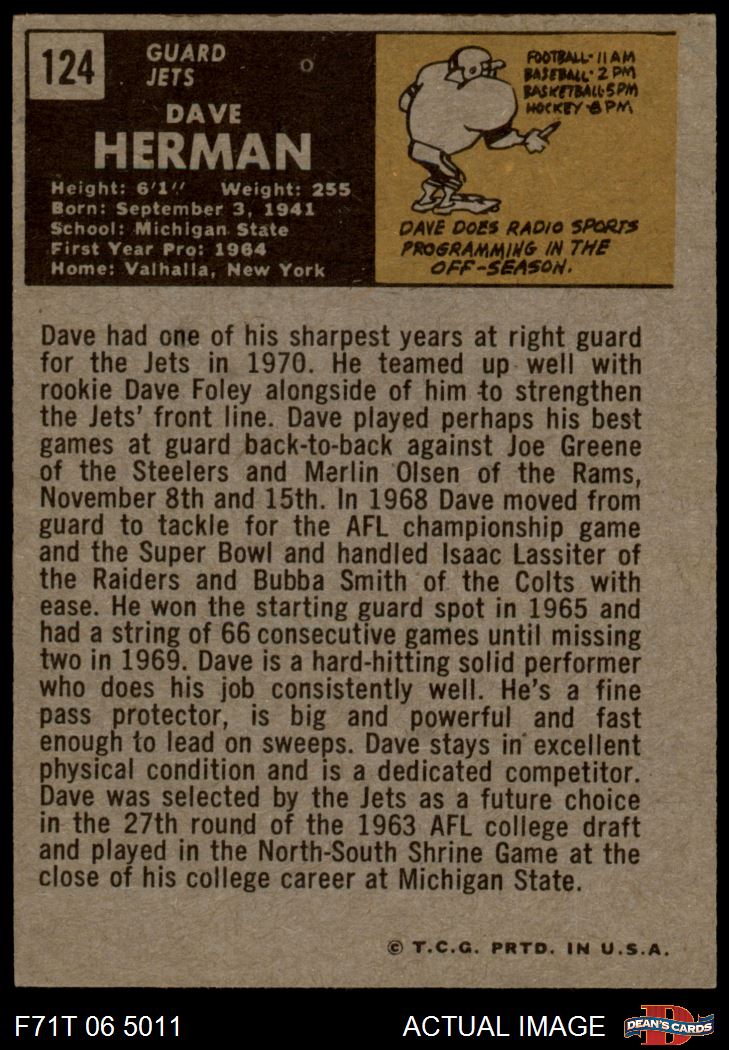 124
GUARD
JETS
DAVE
HERMAN
Height: 6'1" Weight: 255
Born: September 3, 1941
School: Michigan State
First Year Pro: 1964
Home: Valhalla, New York
FOOTBALL-11AM
BASEBALL-2 PM
BASKETBALL-5PM
HOCKEY-8 PM
DAVE DOES RADIO SPORTS
PROGRAMMING IN THE
OFF-SEASON.
Dave had one of his sharpest years at right guard
for the Jets in 1970. He teamed up well with
rookie Dave Foley alongside of him to strengthen
the Jets' front line. Dave played perhaps his best
games at guard back-to-back against Joe Greene
of the Steelers and Merlin Olsen of the Rams,
November 8th and 15th. In 1968 Dave moved from
guard to tackle for the AFL championship game
and the Super Bowl and handled Isaac Lassiter of
the Raiders and Bubba Smith of the Colts with
ease. He won the starting guard spot in 1965 and
had a string of 66 consecutive games until missing
two in 1969. Dave is a hard-hitting solid performer
who does his job consistently well. He's a fine
pass protector, is big and powerful and fast
enough to lead on sweeps. Dave stays in excellent
physical condition and is a dedicated competitor.
Dave was selected by the Jets as a future choice
in the 27th round of the 1963 AFL college draft
and played in the North-South Shrine Game at the
close of his college career at Michigan State.
© T.C.G. PRTD. IN U.S.A.
F71T 06 5011 ACTUAL IMAGE
D
DEAN'S CARDS